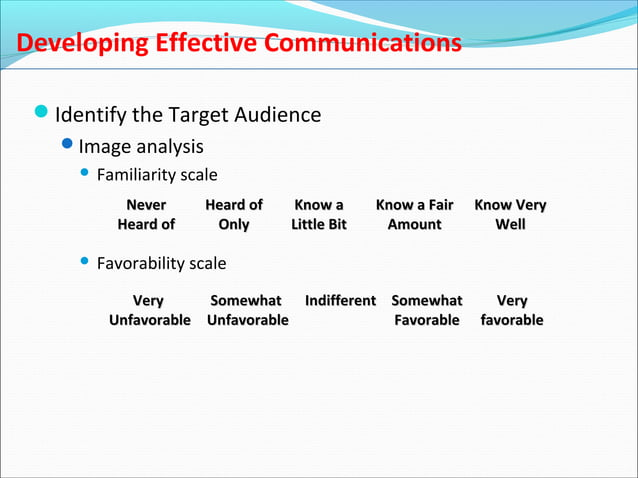 Developing Effective Communications
Identify the Target Audience
Image analysis
Familiarity scale
Never Heard of Know a Know a Fair Know Very
Heard of Only Little Bit Amount Well
Favorability scale
Very Somewhat Indifferent Somewhat Very
Unfavorable Unfavorable Favorable favorable